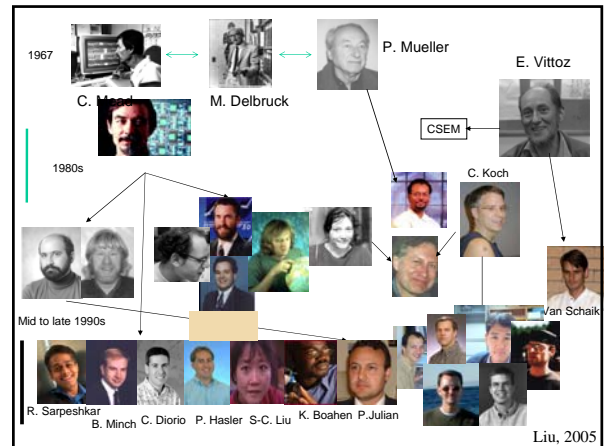 1967
C. Mead
M. Delbruck
P. Mueller
E. Vittoz
CSEM
1980s
C. Koch
Van Schaik
Mid to late 1990s
R. Sarpeshkar
B. Minch
C. Diorio
P. Hasler
S-C. Liu
K. Boahen
P.Julian
Liu, 2005